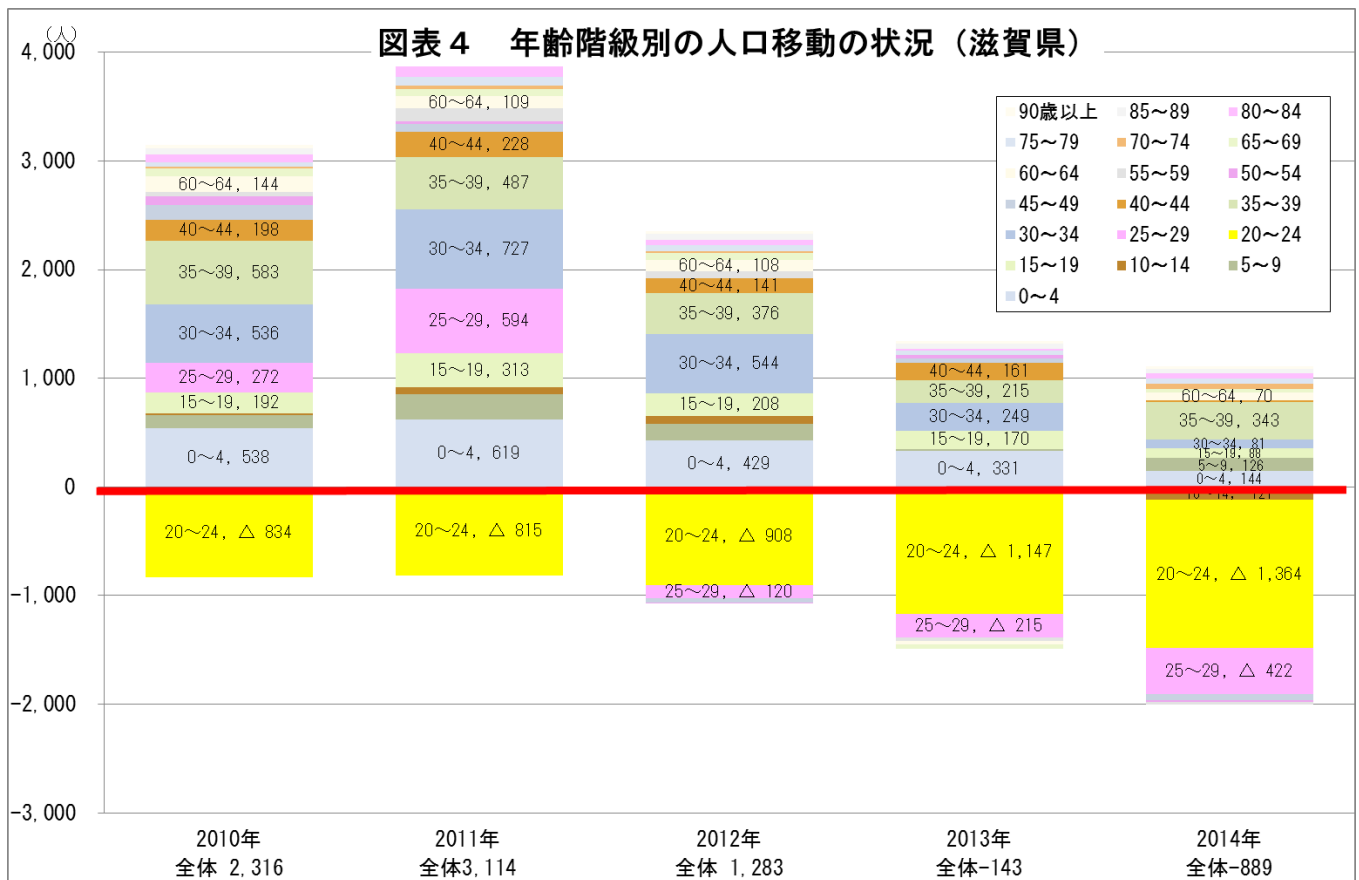 (人)
図表４　年齢階級別の人口移動の状況（滋賀県）
4,000
3,000
2,000
1,000
0
-1,000
-2,000
-3,000
90歳以上 85～89 80～84
75～79 70～74 65～69
60～64 55～59 50～54
45～49 40～44 35～39
30～34 25～29 20～24
15～19 10～14 5～9
0～4
60～64, 144
40～44, 198
35～39, 583
30～34, 536
25～29, 272
15～19, 192
0～4, 538
20～24, △ 834
60～64, 109
40～44, 228
35～39, 487
30～34, 727
25～29, 594
15～19, 313
0～4, 619
20～24, △ 815
60～64, 108
40～44, 141
35～39, 376
30～34, 544
15～19, 208
0～4, 429
20～24, △ 908
25～29, △ 120
40～44, 161
35～39, 215
30～34, 249
15～19, 170
0～4, 331
20～24, △ 1,147
25～29, △ 215
60～64, 70
35～39, 343
30～34, 81
15～19, 88
5～9, 126
0～4, 144
20～24, △ 1,364
25～29, △ 422
2010年
全体 2,316
2011年
全体3,114
2012年
全体 1,283
2013年
全体-143
2014年
全体-889